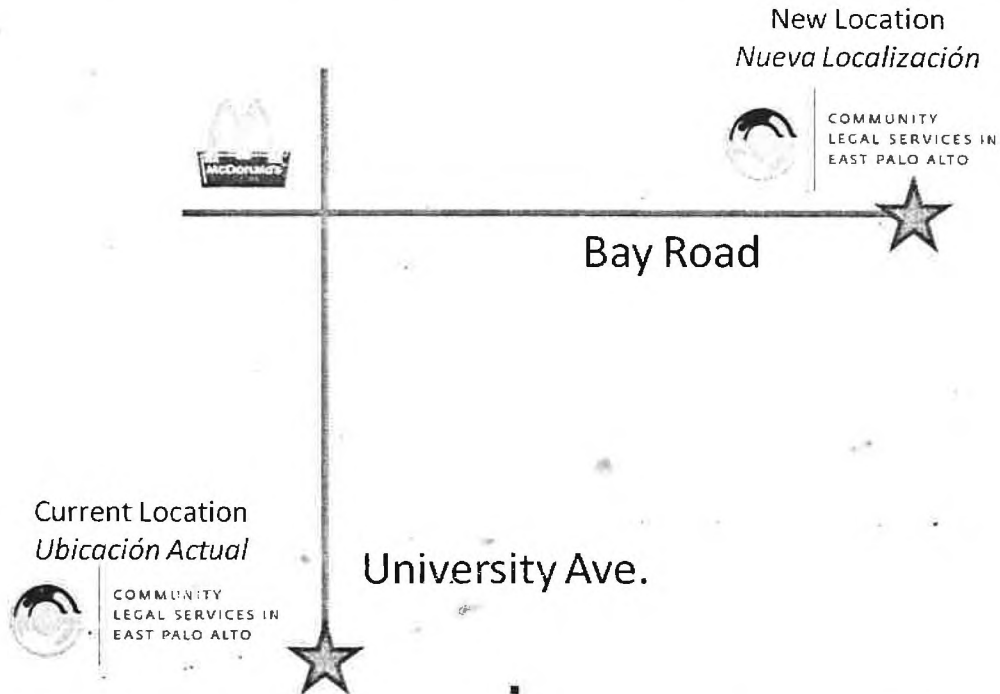 New Location
Nueva Localización
COMMUNITY
LEGAL SERVICES IN
EAST PALO ALTO
McDonald's
Bay Road
Current Location
Ubicación Actual
COMMUNITY
LEGAL SERVICES IN
EAST PALO ALTO
University Ave.